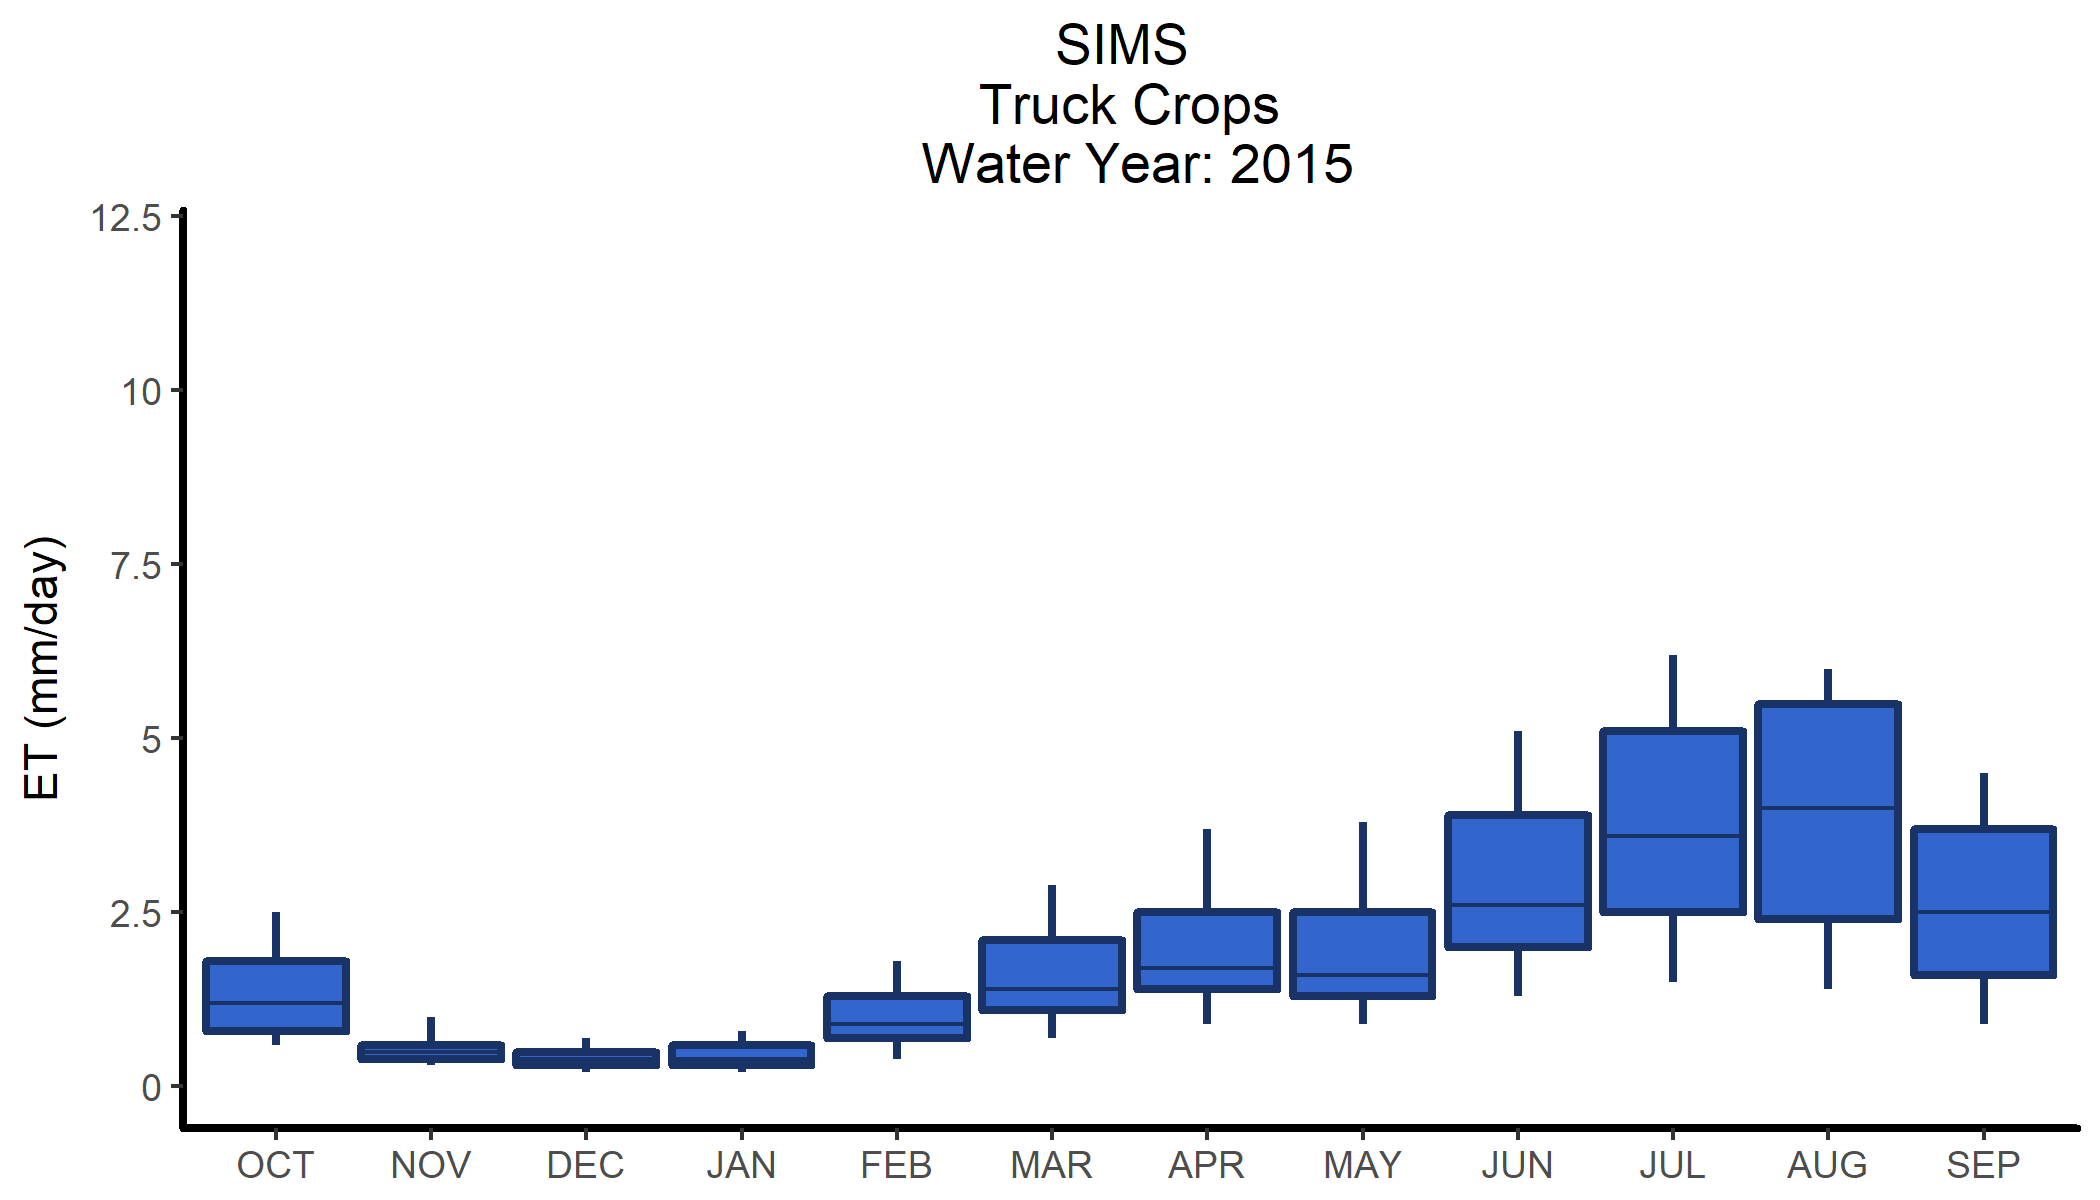 SIMS
Truck Crops
Water Year: 2015
12.5
10
7.5
5
2.5
0
ET (mm/day)
OCT NOV DEC JAN FEB MAR APR MAY JUN JUL AUG SEP